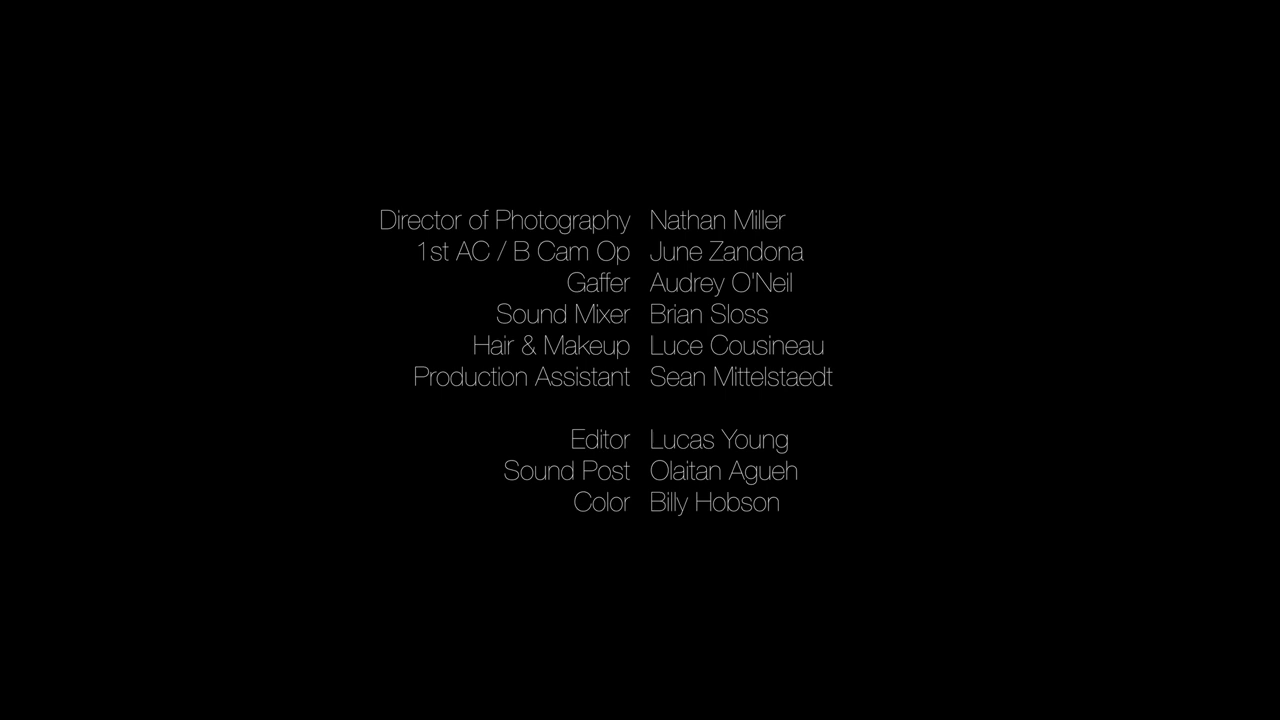 Director of Photography Nathan Miller
1st AC / B Cam Op June Zandona
Gaffer Audrey O'Neil
Sound Mixer Brian Sloss
Hair & Makeup Luce Cousineau
Production Assistant Sean Mittelstaedt
Editor Lucas Young
Sound Post Olaitan Agueh
Color Billy Hobson